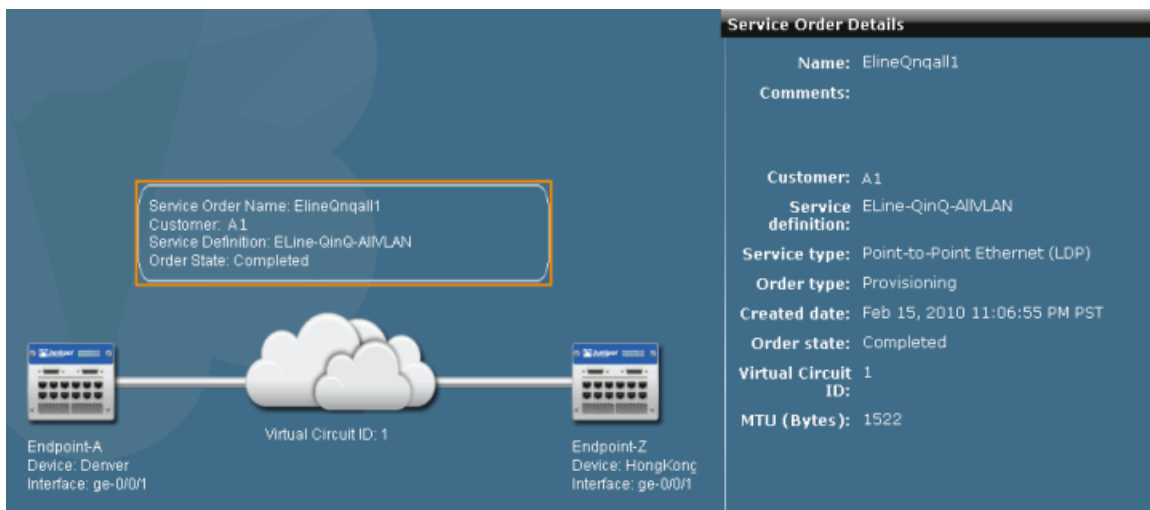 Service Order Name: ElineQnqall1
Customer: A1
Service Definition: ELine-QinQ-AllVLAN
Order State: Completed
Juniper
Juniper
Virtual Circuit ID: 1
Endpoint-A
Device: Denver
Interface: ge-0/0/1
Endpoint-Z
Device: HongKong
Interface: ge-0/0/1
Service Order Details
Name: ElineQnqall1
Comments:
Customer: A1
Service ELine-QinQ-AllVLAN
definition:
Service type: Point-to-Point Ethernet (LDP)
Order type: Provisioning
Created date: Feb 15, 2010 11:06:55 PM PST
Order state: Completed
Virtual Circuit 1
ID:
MTU (Bytes): 1522